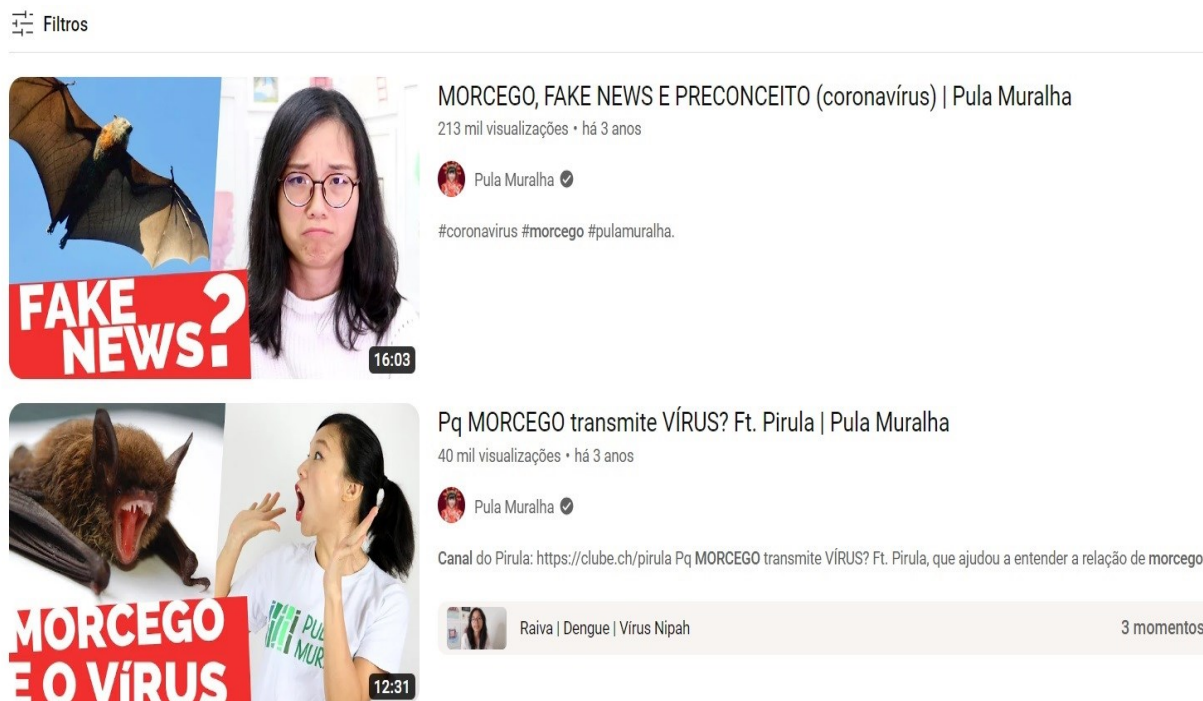 Filtros
MORCEGO, FAKE NEWS E PRECONCEITO (coronavírus) | Pula Muralha
213 mil visualizações • há 3 anos
Pula Muralha
#coronavirus #morcego #pulamuralha.
FAKE
NEWS?
16:03
Pq MORCEGO transmite VÍRUS? Ft. Pirula | Pula Muralha
40 mil visualizações • há 3 anos
Pula Muralha
Canal do Pirula: https://clube.ch/pirula Pq MORCEGO transmite VÍRUS? Ft. Pirula, que ajudou a entender a relação de morcego
Raiva | Dengue | Vírus Nipah
3 momentos
MORCEGO
E O VíRUS
PUL
MUR
12:31